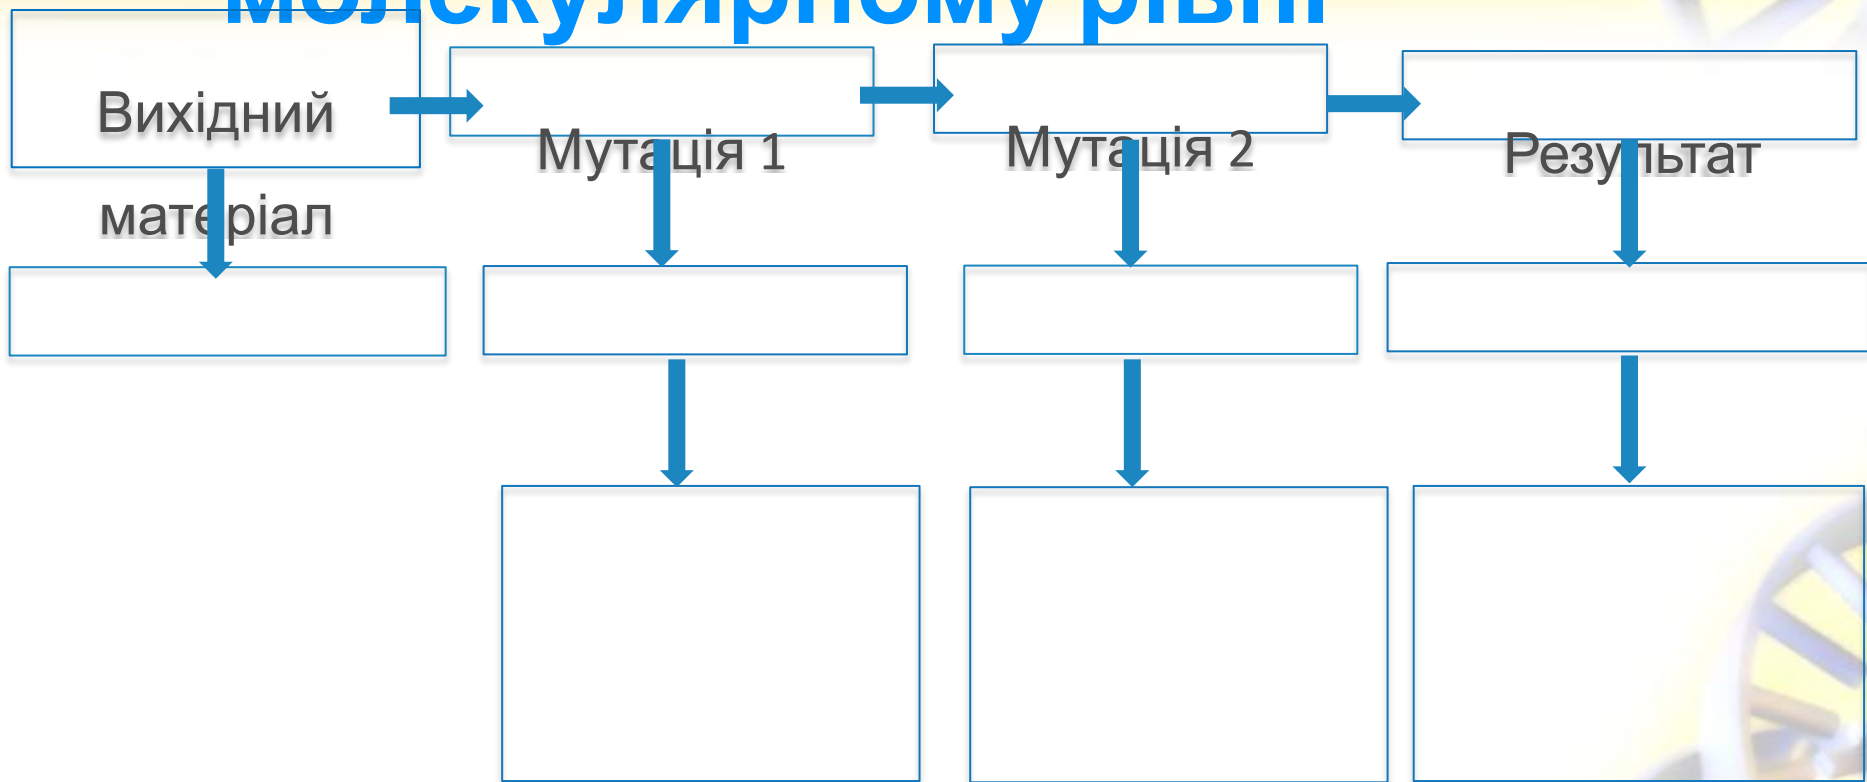 молекулярному рівні
Вихідний
матеріал
Мутація 1
Мутація 2
Результат